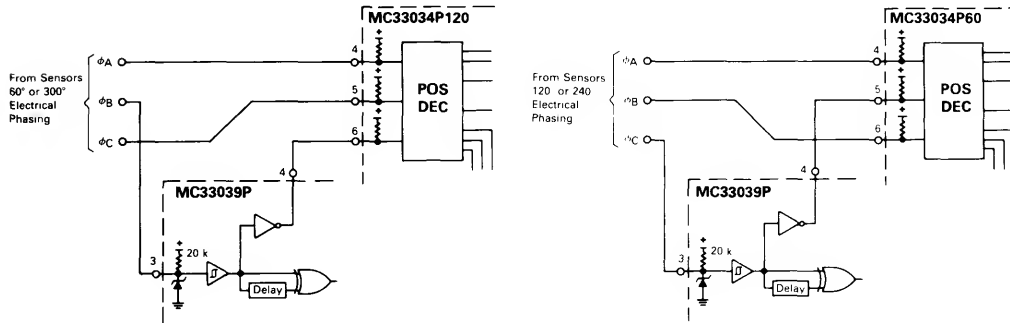 MC33034P120
4
ϕA
From Sensors
60° or 300°
Electrical
Phasing
ϕB
5
POS
DEC
ϕC
6
4
MC33039P
20 k
3
Delay
MC33034P60
4
ϕA
From Sensors
120 or 240
Electrical
Phasing
ϕB
5
POS
DEC
ϕC
6
4
MC33039P
20 k
3
Delay